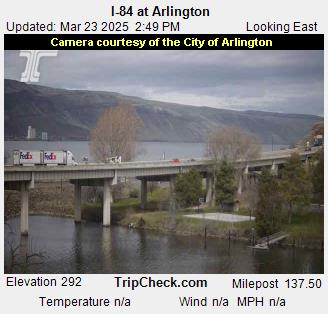 I-84 at Arlington
Updated: Mar 23 2025 2:49 PM Looking East
Camera courtesy of the City of Arlington
FedEx FedEx
Elevation 292 TripCheck.com Milepost 137.50
Temperature n/a Wind n/a MPH n/a